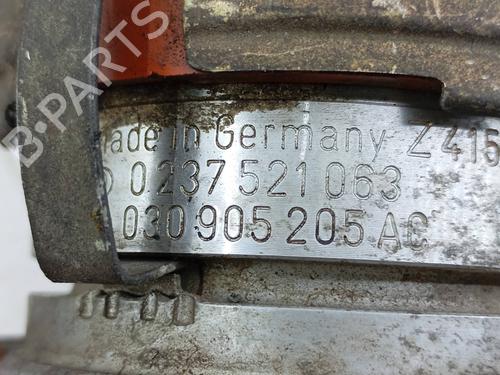 B-PARTS
ade in Germany Z415
0 237 521 063
030 905 205 AC